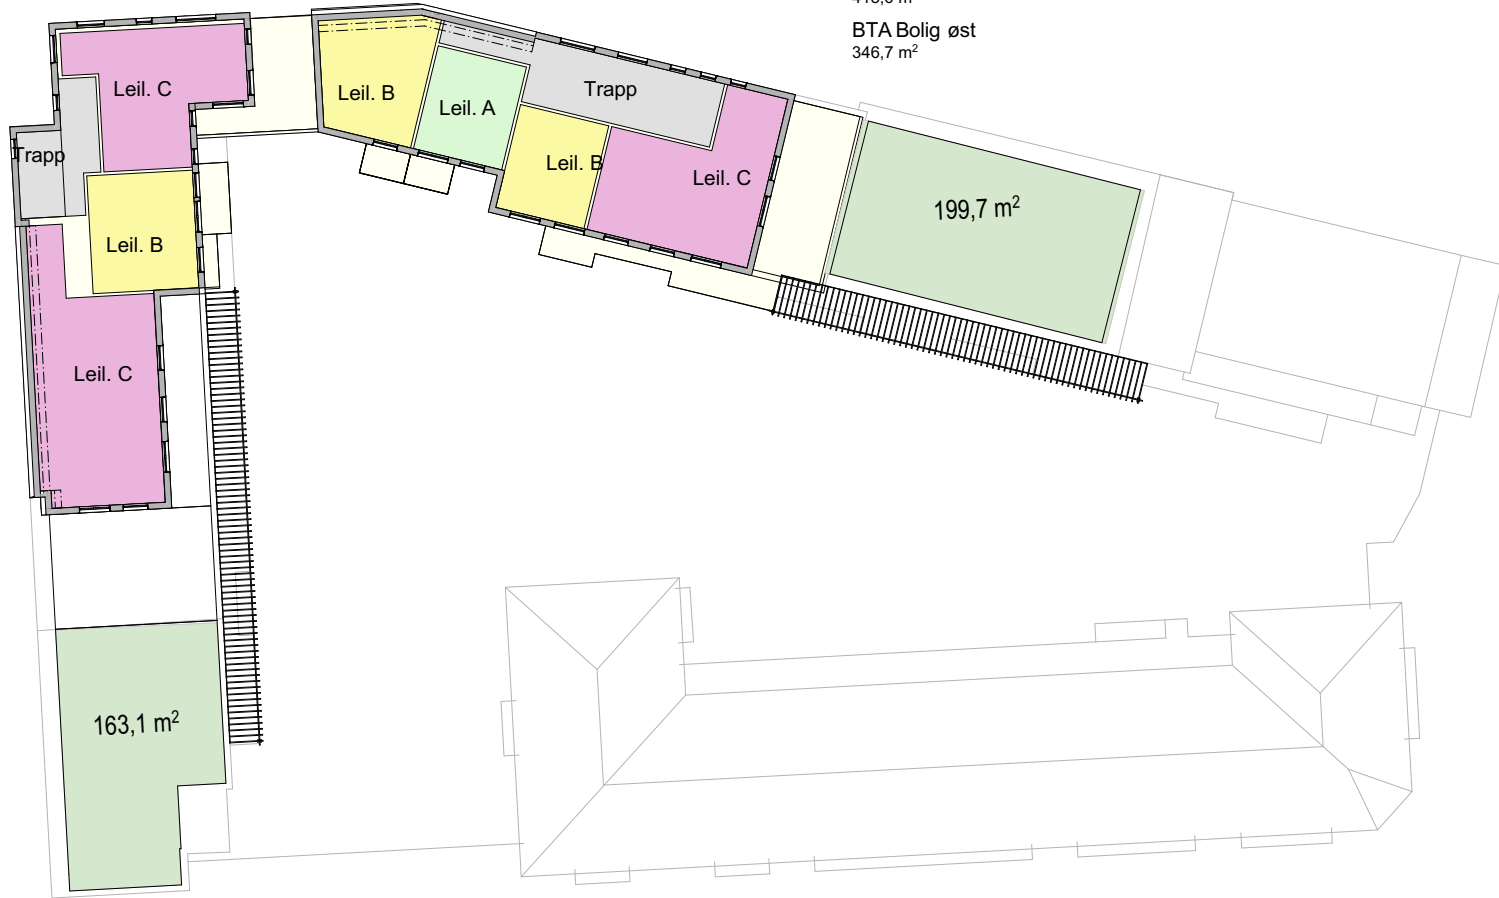 BTA Bolig øst
346,7 m²
Leil. C
Leil. B
Leil. A
Trapp
Trapp
Leil. B
Leil. C
Leil. B
199,7 m²
Leil. C
163,1 m²